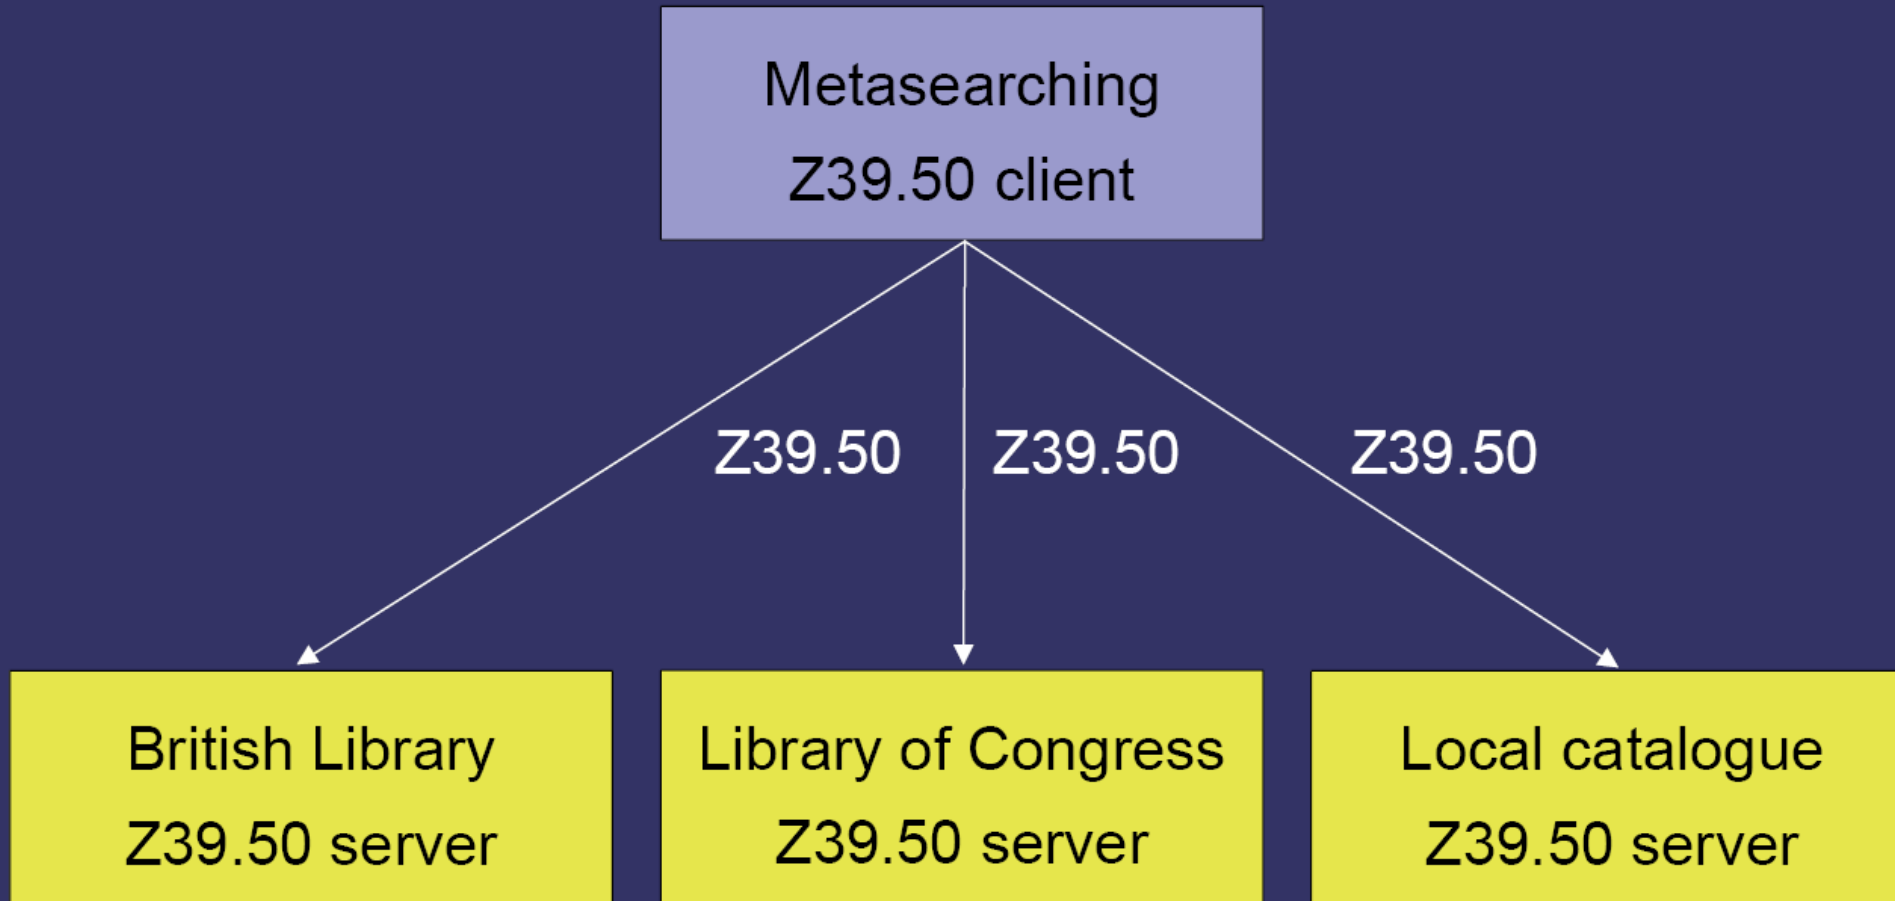 Metasearching
Z39.50 client
Z39.50 Z39.50 Z39.50
British Library
Z39.50 server
Library of Congress
Z39.50 server
Local catalogue
Z39.50 server